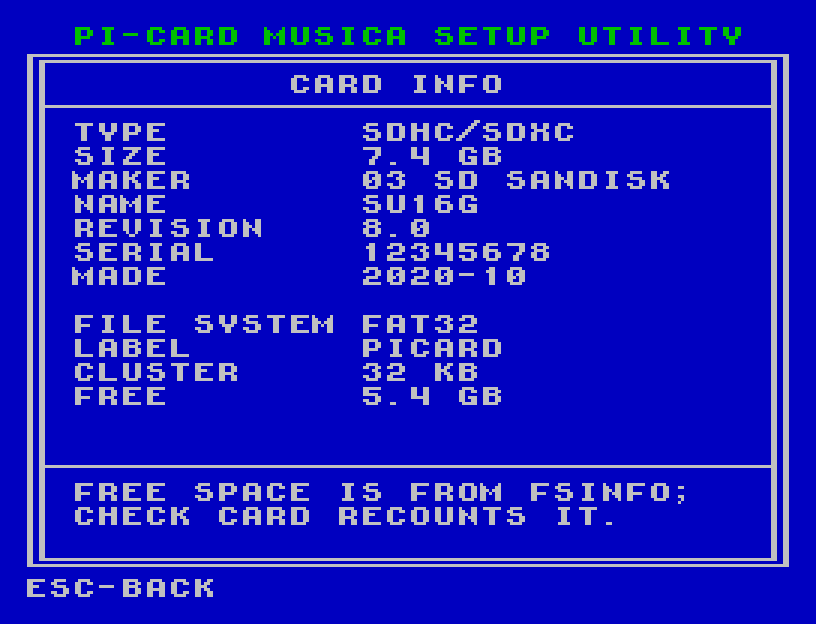 PI-CARD MUSICA SETUP UTILITY
CARD INFO
TYPE SDHC/SDXC
SIZE 7.4 GB
MAKER 03 SD SANDISK
NAME SU16G
REVISION 8.0
SERIAL 12345678
MADE 2020-10
FILE SYSTEM FAT32
LABEL PICARD
CLUSTER 32 KB
FREE 5.4 GB
FREE SPACE IS FROM FSINFO;
CHECK CARD RECOUNTS IT.
ESC-BACK